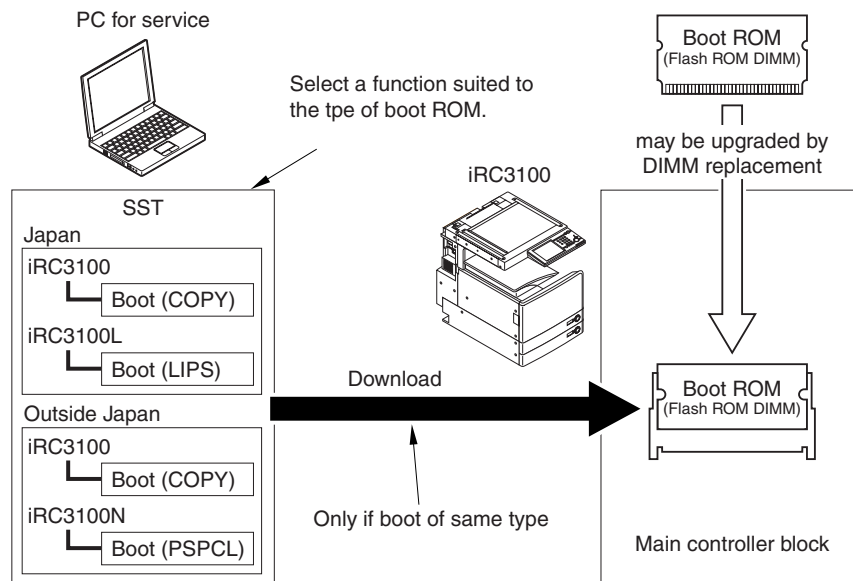 PC for service
Select a function suited to
the tpe of boot ROM.
SST
Japan
iRC3100
Boot (COPY)
iRC3100L
Boot (LIPS)
Outside Japan
iRC3100
Boot (COPY)
iRC3100N
Boot (PSPCL)
iRC3100
Download
Only if boot of same type
Boot ROM
(Flash ROM DIMM)
may be upgraded by
DIMM replacement
Boot ROM
(Flash ROM DIMM)
Main controller block